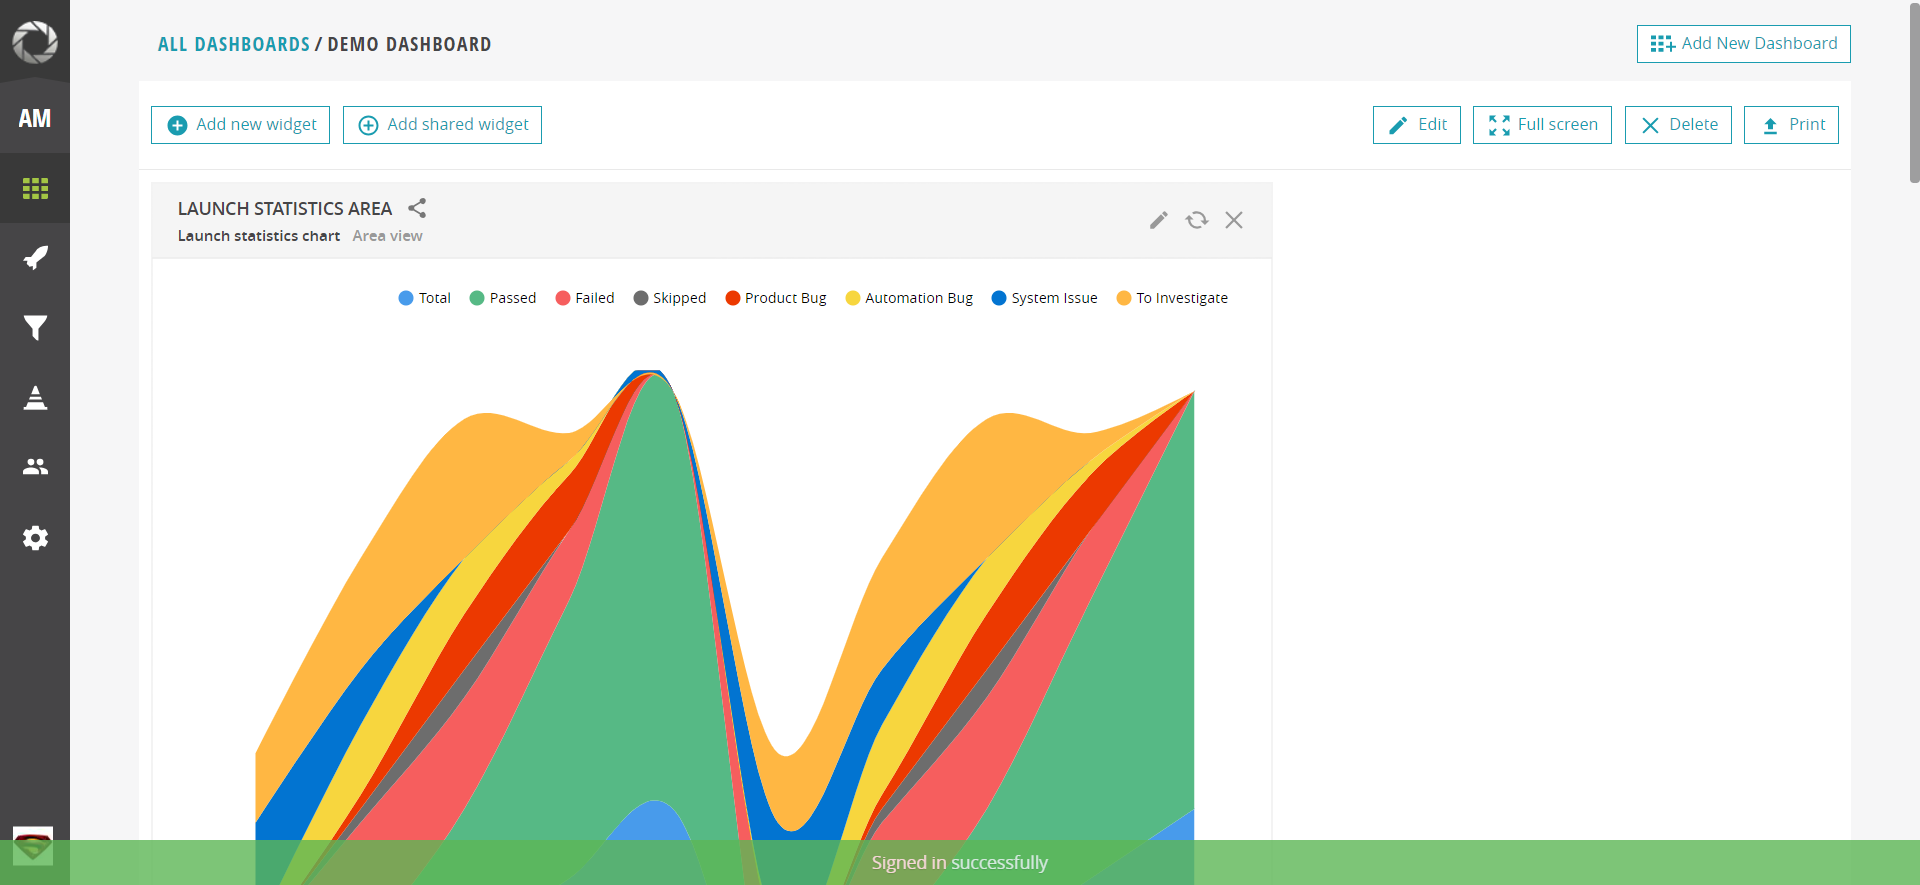 ALL DASHBOARDS / DEMO DASHBOARD
Add New Dashboard
AM
Add new widget
Add shared widget
Edit
Full screen
Delete
Print
LAUNCH STATISTICS AREA
Launch statistics chart Area view
Total Passed Failed Skipped Product Bug Automation Bug System Issue To Investigate
Signed in successfully